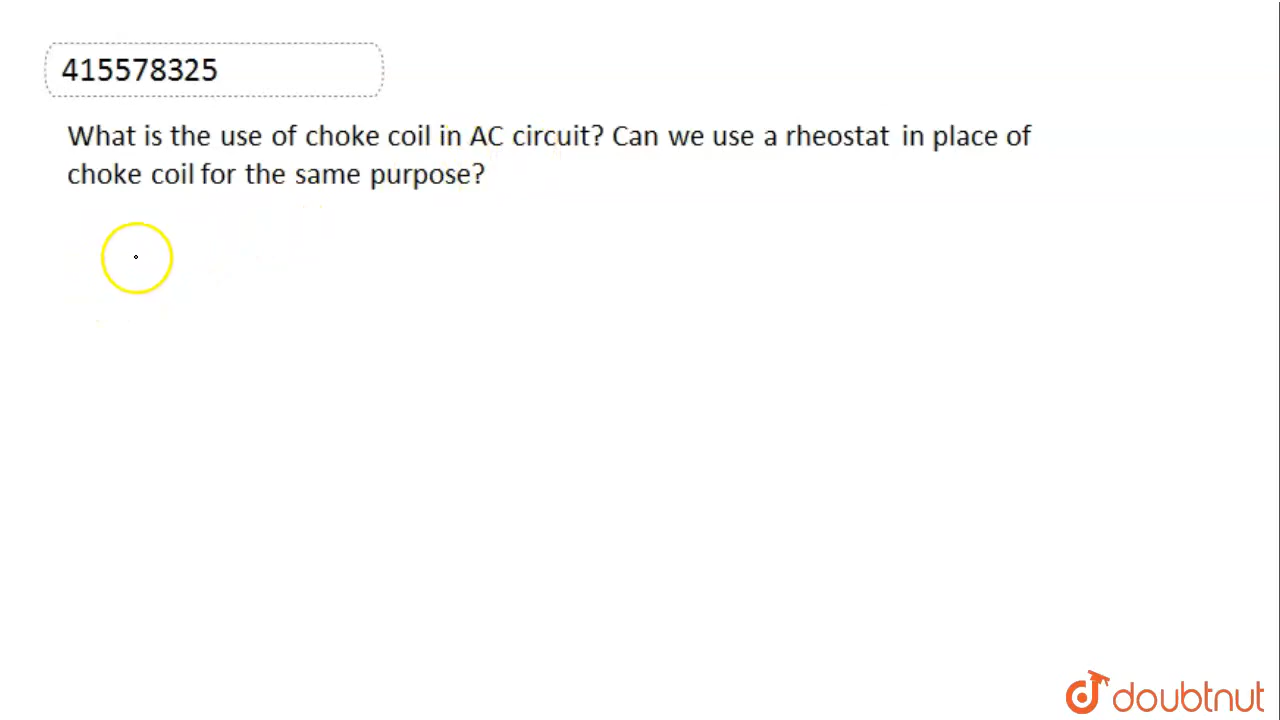 415578325
What is the use of choke coil in AC circuit? Can we use a rheostat in place of
choke coil for the same purpose?
doubtnut